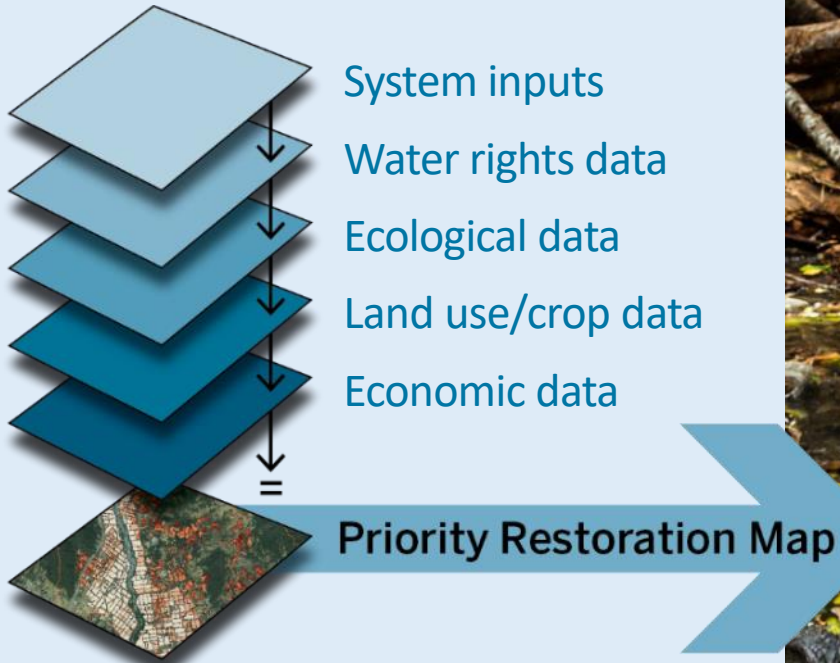 System inputs
Water rights data
Ecological data
Land use/crop data
Economic data
=
Priority Restoration Map